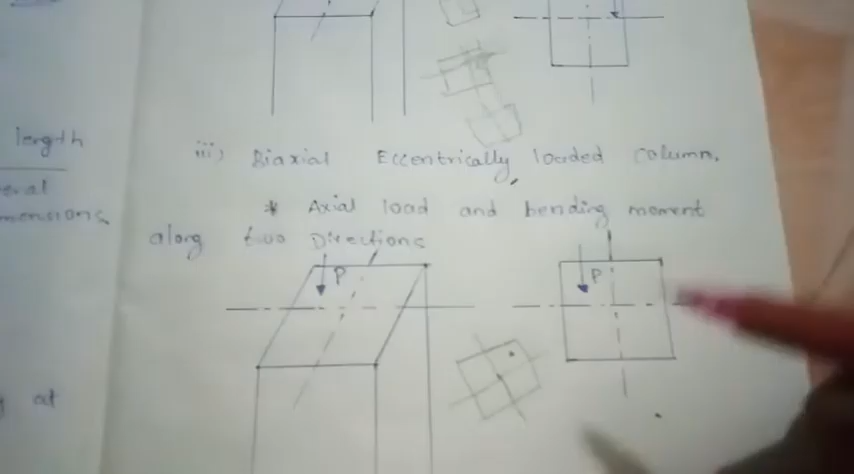 length
iii) Biaxial Eccentrically loaded column.
* Axial load and bending moment
along two Directions
P
P
at